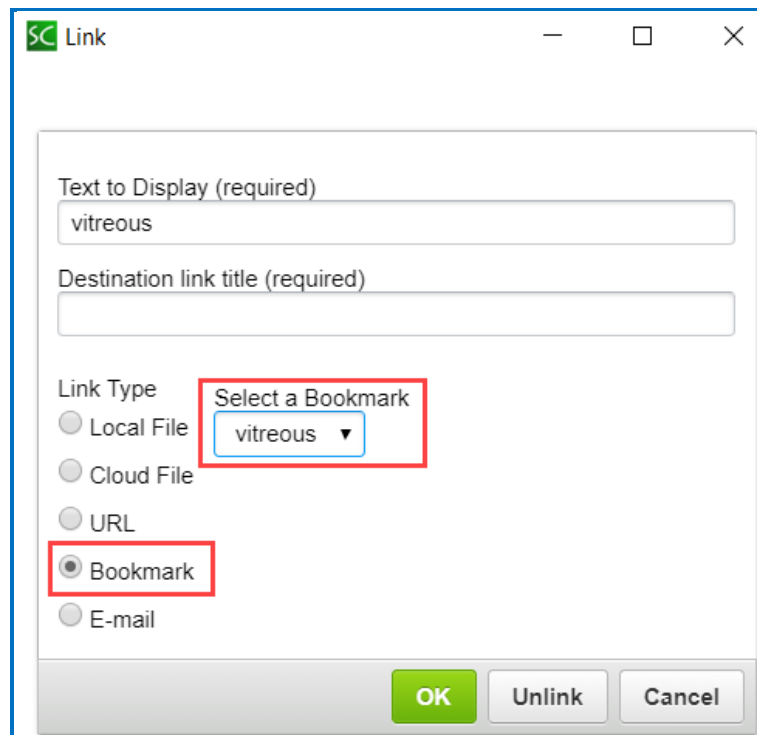 SC Link
Text to Display (required)
vitreous
Destination link title (required)
Link Type
Select a Bookmark
Local File
vitreous
Cloud File
URL
Bookmark
E-mail
OK Unlink Cancel